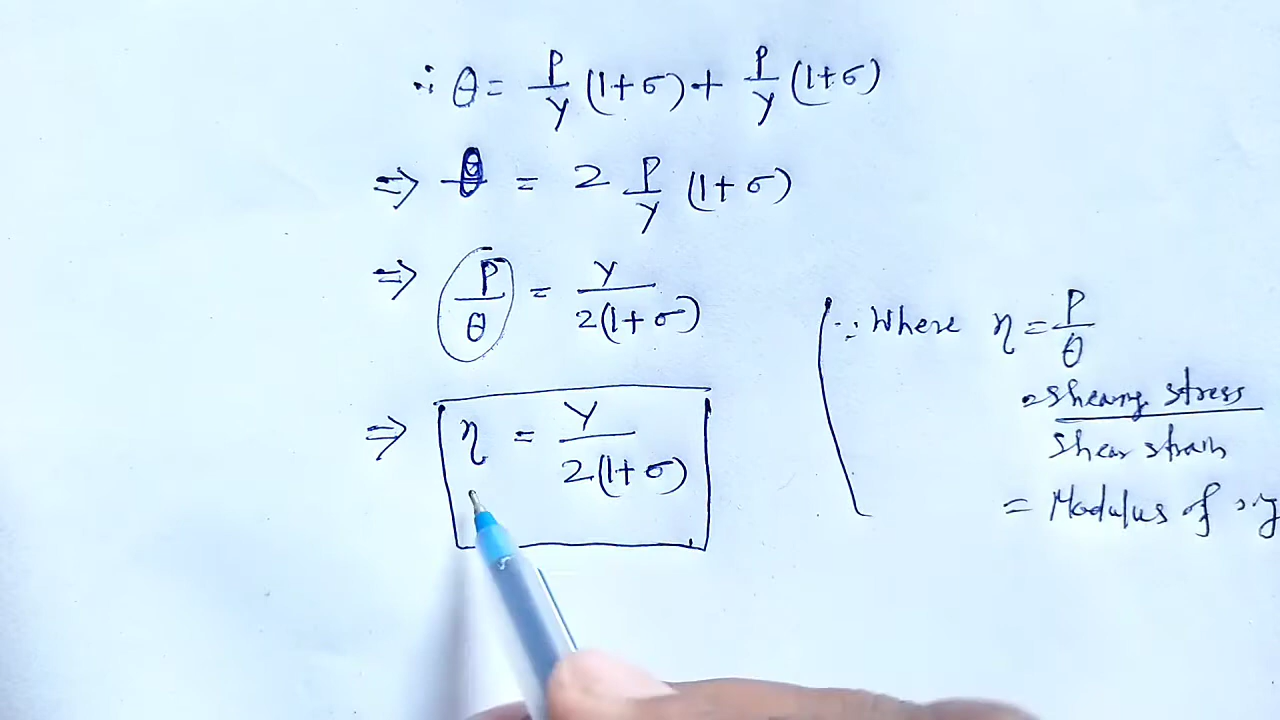 ∴ θ = P/Y (1+σ) + P/Y (1+σ)
⇒ θ = 2 P/Y (1+σ)
⇒ P/θ = Y/2(1+σ)
⇒ η = Y/2(1+σ)
∵ Where η = P/θ
= Shearing stress
Shear strain
= Modulus of